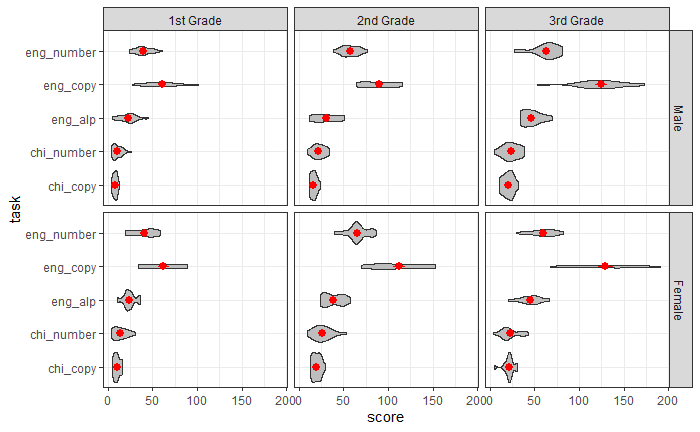 1st Grade 2nd Grade 3rd Grade
eng_number
eng_copy
eng_alp
chi_number
chi_copy
Male
task
eng_number
eng_copy
eng_alp
chi_number
chi_copy
Female
0 50 100 150 200 0 50 100 150 200 0 50 100 150 200
score